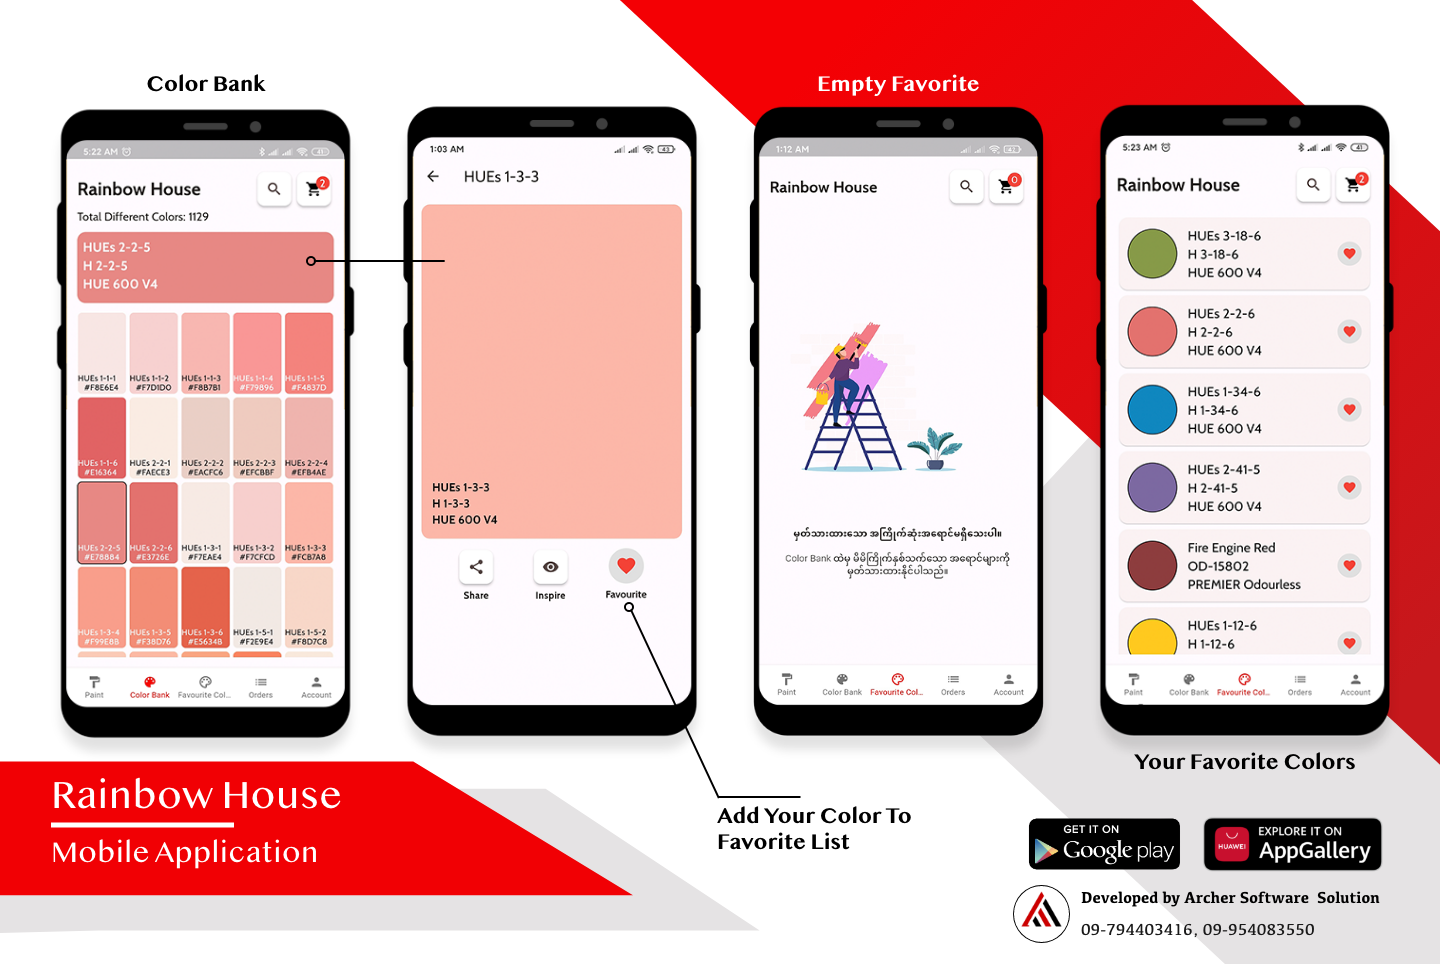 Color Bank
5:22 AM
41
Rainbow House
2
Total Different Colors: 1129
HUEs 2-2-5
H 2-2-5
HUE 600 V4
HUEs 1-1-1
#F8E6E4
HUEs 1-1-2
#F7D1D0
HUEs 1-1-3
#F8B7B1
HUEs 1-1-4
#F79896
HUEs 1-1-5
#F4837D
HUEs 1-1-6
#E16364
HUEs 2-2-1
#FAECE3
HUEs 2-2-2
#EACFC6
HUEs 2-2-3
#EFCBBF
HUEs 2-2-4
#EFB4AE
HUEs 2-2-5
#E78884
HUEs 2-2-6
#E3726E
HUEs 1-3-1
#F7EAE4
HUEs 1-3-2
#F7CFCD
HUEs 1-3-3
#FCB7A8
HUEs 1-3-4
#F99E8B
HUEs 1-3-5
#F38D76
HUEs 1-3-6
#E5634B
HUEs 1-5-1
#F2E9E4
HUEs 1-5-2
#F8D7C8
Paint
Color Bank
Favourite Col...
Orders
Account
1:03 AM
43
HUEs 1-3-3
HUEs 1-3-3
H 1-3-3
HUE 600 V4
Share
Inspire
Favourite
Add Your Color To
Favorite List
Empty Favorite
1:12 AM
42
Rainbow House
0
မှတ်သားထားသော အကြိုက်ဆုံးအရောင်မရှိသေးပါ။
Color Bank ထဲမှ မိမိကြိုက်နှစ်သက်သော အရောင်များကို
မှတ်သားထားနိုင်ပါသည်။
Paint
Color Bank
Favourite Col...
Orders
Account
5:23 AM
41
Rainbow House
2
HUEs 3-18-6
H 3-18-6
HUE 600 V4
HUEs 2-2-6
H 2-2-6
HUE 600 V4
HUEs 1-34-6
H 1-34-6
HUE 600 V4
HUEs 2-41-5
H 2-41-5
HUE 600 V4
Fire Engine Red
OD-15802
PREMIER Odourless
HUEs 1-12-6
H 1-12-6
Paint
Color Bank
Favourite Col...
Orders
Account
Your Favorite Colors
Rainbow House
Mobile Application
GET IT ON
Google play
HUAWEI
EXPLORE IT ON
AppGallery
Developed by Archer Software Solution
09-794403416, 09-954083550